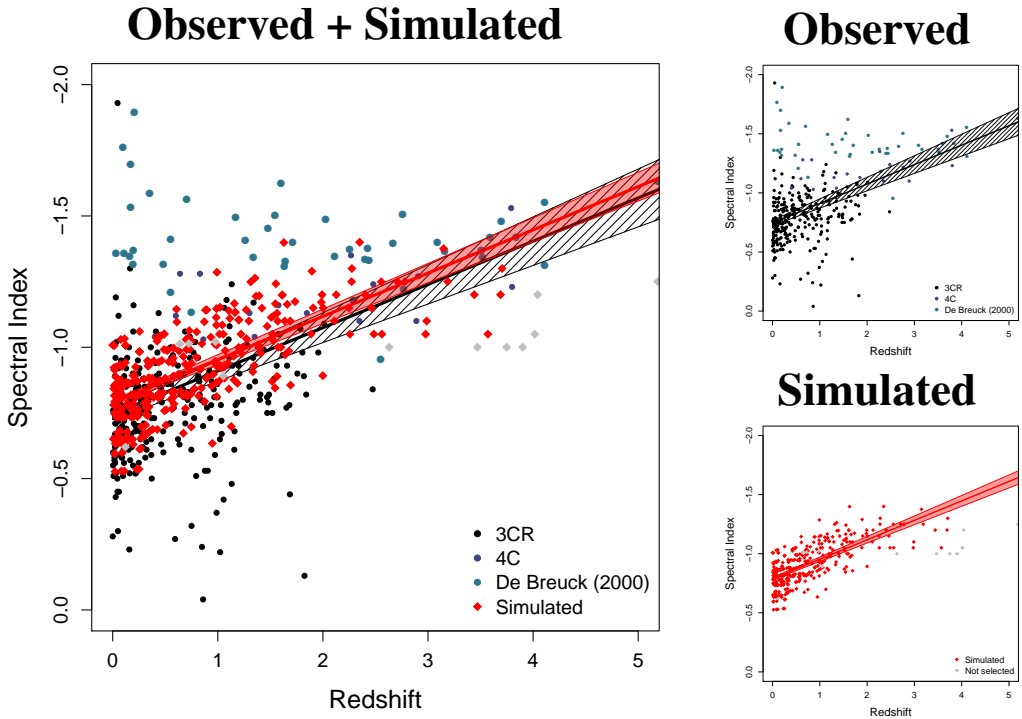 Observed + Simulated
Spectral Index
−2.0
−1.5
−1.0
−0.5
0.0
0 1 2 3 4 5
Redshift
3CR
4C
De Breuck (2000)
Simulated
Observed
Spectral Index
−2.0
−1.5
−1.0
−0.5
0.0
0 1 2 3 4 5
Redshift
3CR
4C
De Breuck (2000)
Simulated
Spectral Index
−2.0
−1.5
−1.0
−0.5
0.0
0 1 2 3 4 5
Redshift
Simulated
Not selected